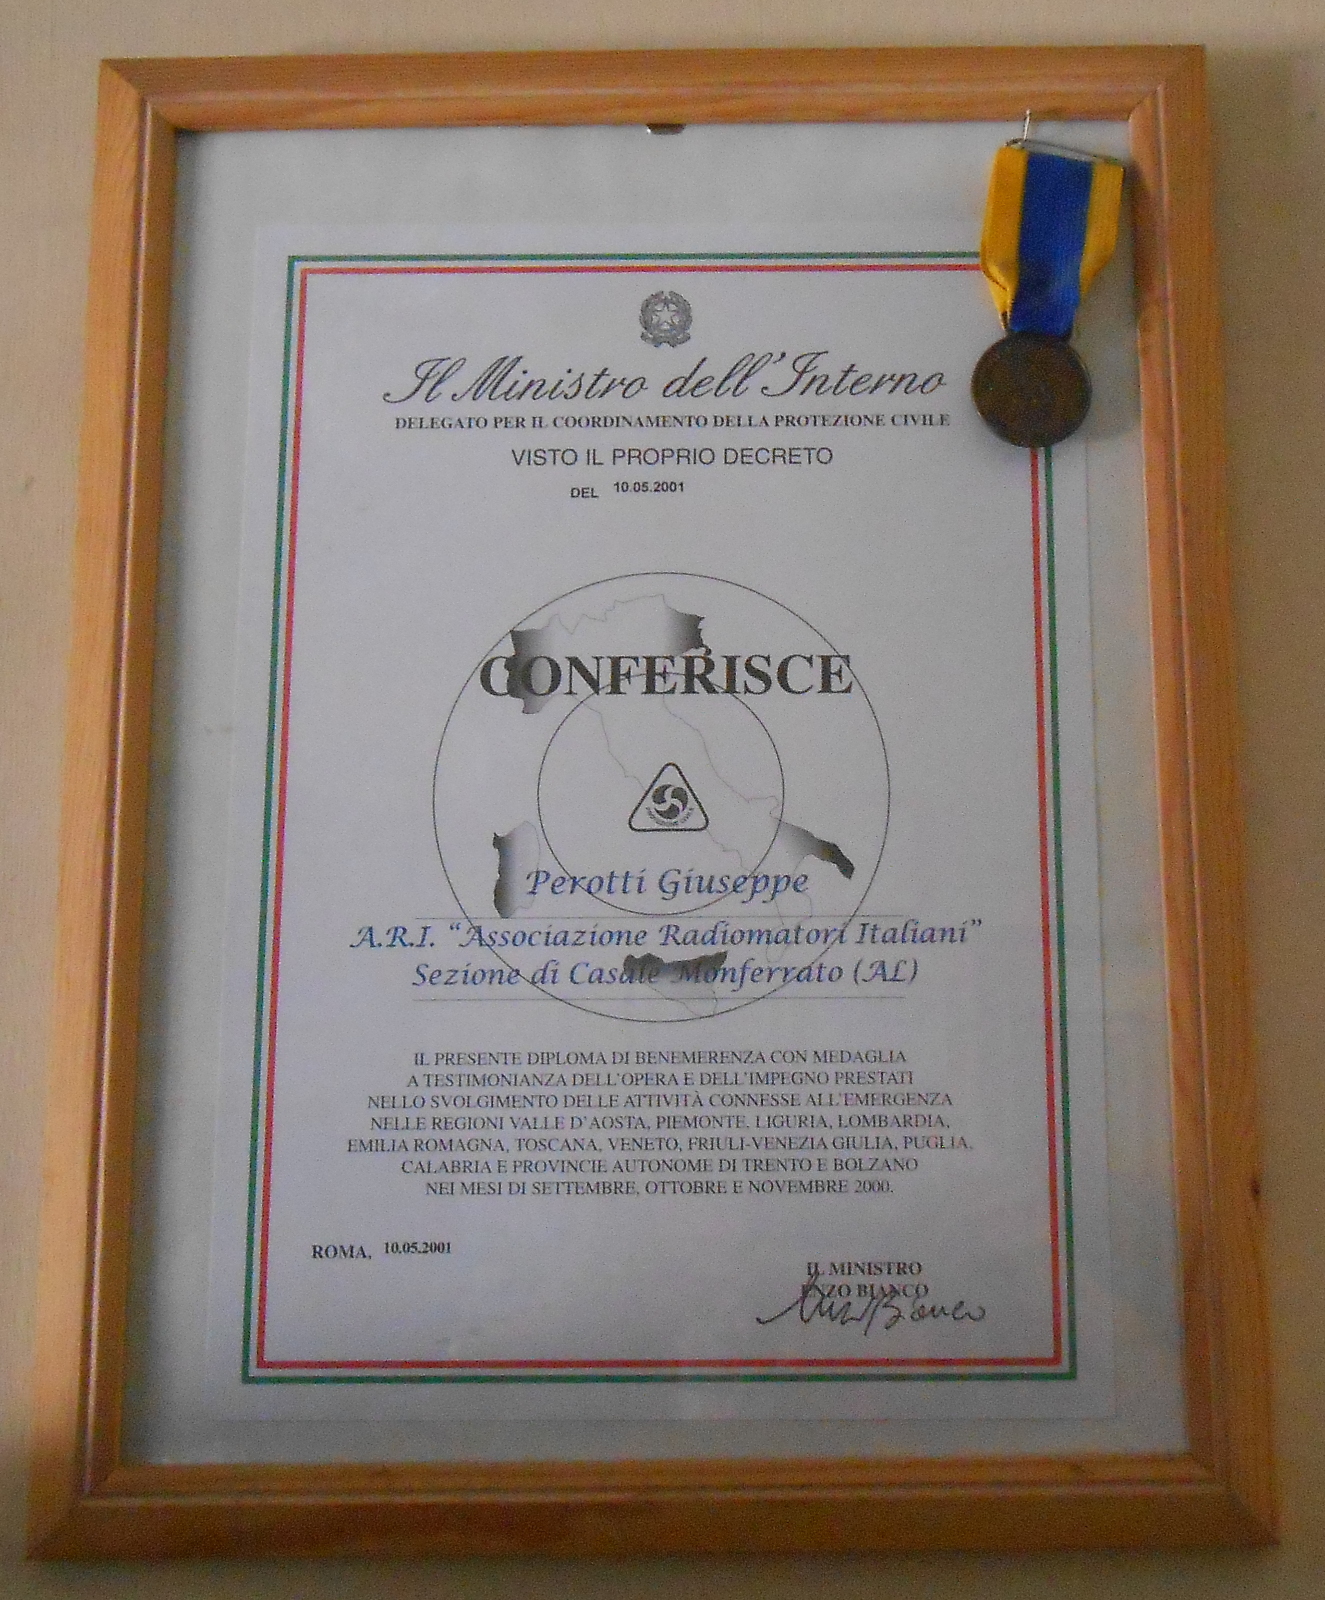 Il Ministro dell'Interno
DELEGATO PER IL COORDINAMENTO DELLA PROTEZIONE CIVILE
VISTO IL PROPRIO DECRETO
DEL 10.05.2001
CONFERISCE
Perotti Giuseppe
A.R.I. "Associazione Radiomatori Italiani"
Sezione di Casale Monferrato (AL)
IL PRESENTE DIPLOMA DI BENEMERENZA CON MEDAGLIA
A TESTIMONIANZA DELL'OPERA E DELL'IMPEGNO PRESTATI
NELLO SVOLGIMENTO DELLE ATTIVITÀ CONNESSE ALL'EMERGENZA
NELLE REGIONI VALLE D'AOSTA, PIEMONTE, LIGURIA, LOMBARDIA,
EMILIA ROMAGNA, TOSCANA, VENETO, FRIULI-VENEZIA GIULIA, PUGLIA,
CALABRIA E PROVINCIE AUTONOME DI TRENTO E BOLZANO
NEI MESI DI SETTEMBRE, OTTOBRE E NOVEMBRE 2000.
ROMA, 10.05.2001
IL MINISTRO
ENZO BIANCO
Enzo Bianco